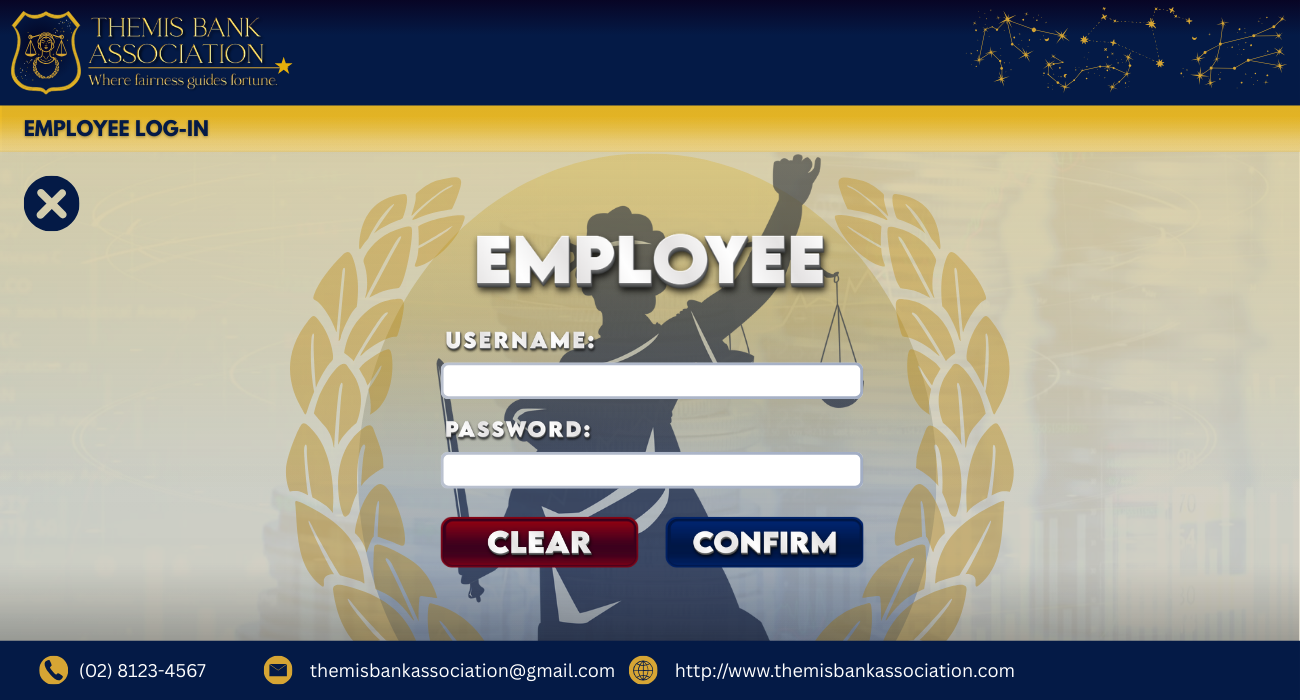 THEMIS BANK
ASSOCIATION
Where fairness guides fortune.
EMPLOYEE LOG-IN
EMPLOYEE
USERNAME:
PASSWORD:
CLEAR CONFIRM
(02) 8123-4567 themisbankassociation@gmail.com http://www.themisbankassociation.com